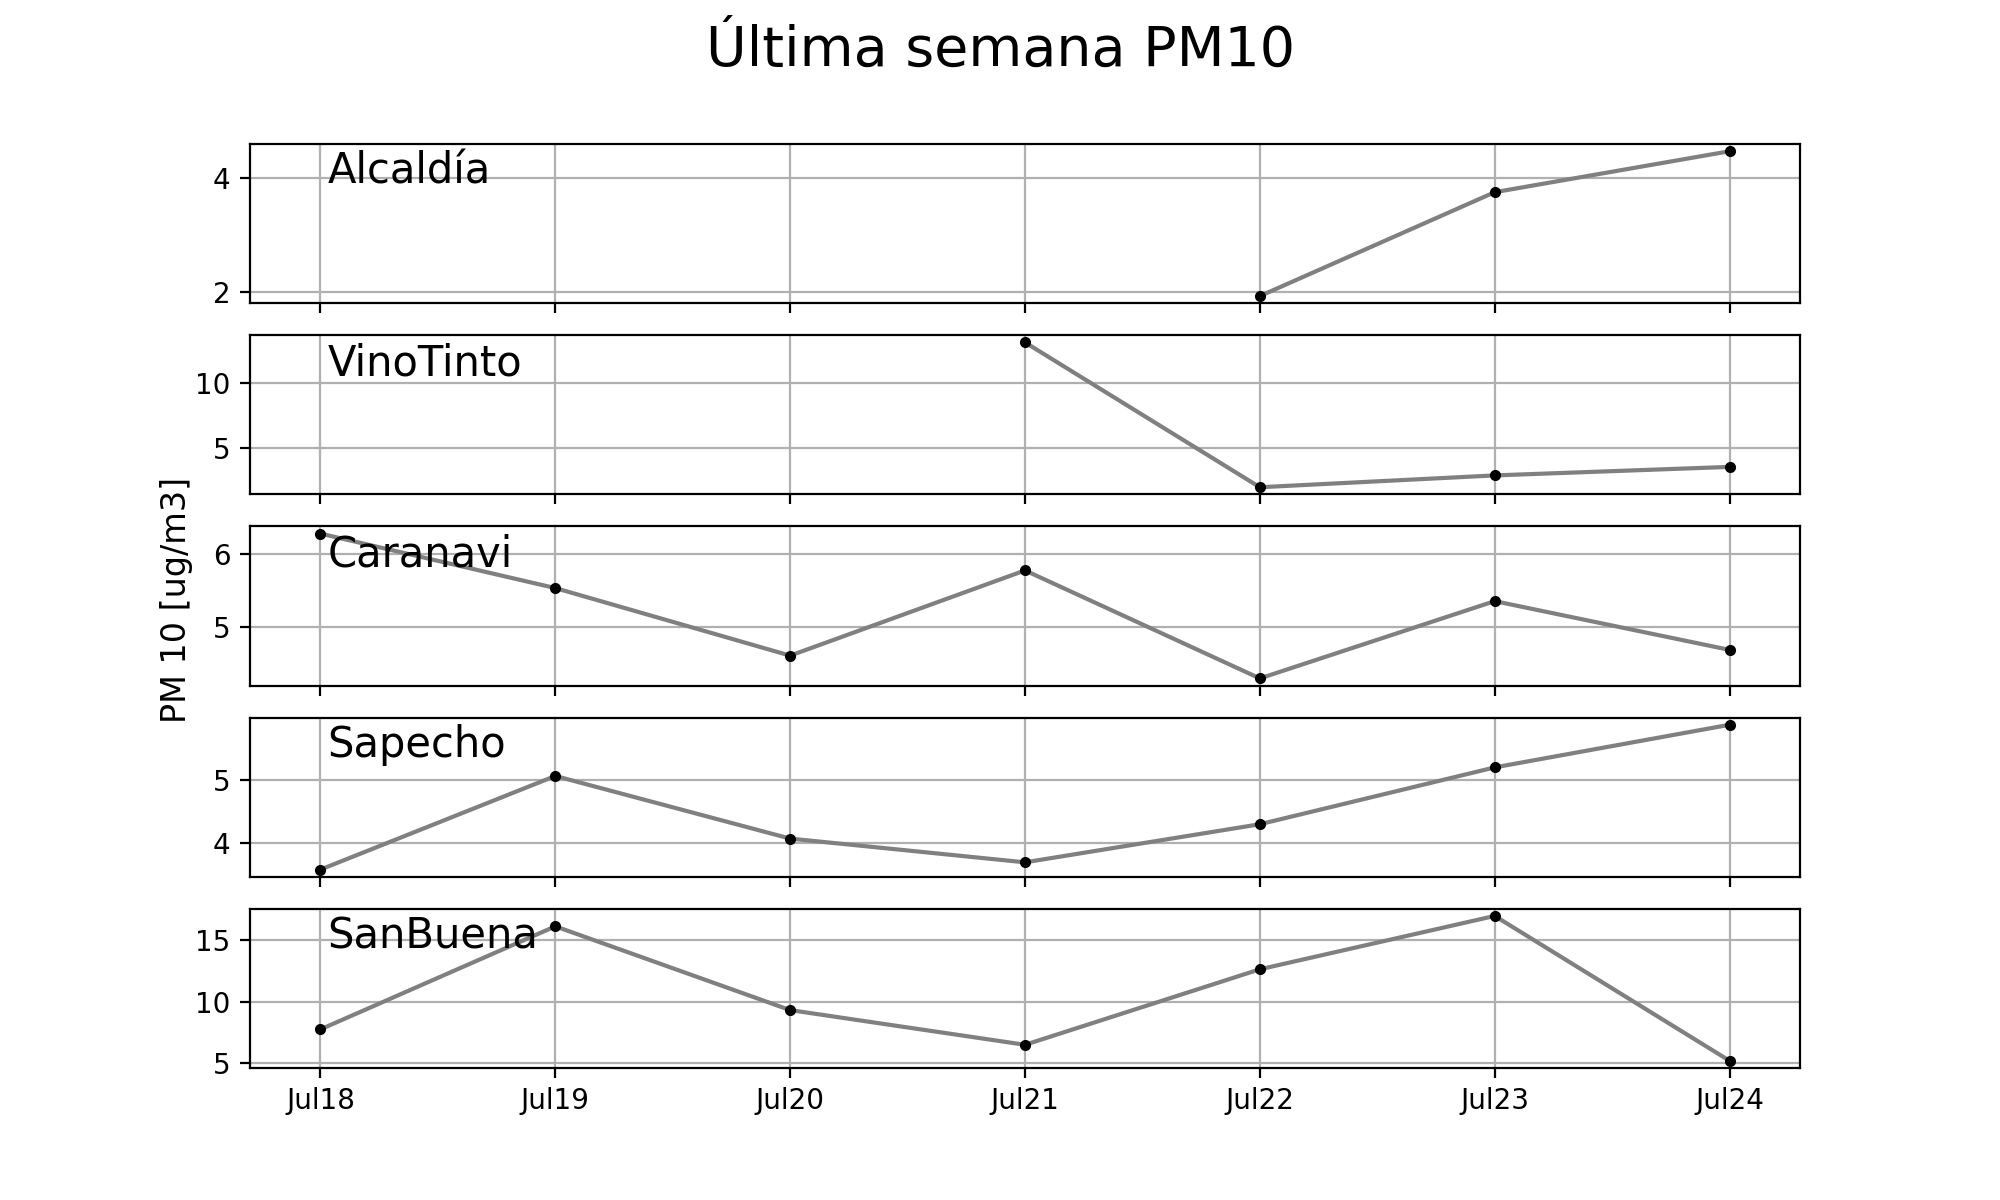 Última semana PM10
PM 10 [ug/m3]
Alcaldía
4
2
VinoTinto
10
5
Caranavi
6
5
Sapecho
5
4
SanBuena
15
10
5
Jul18 Jul19 Jul20 Jul21 Jul22 Jul23 Jul24